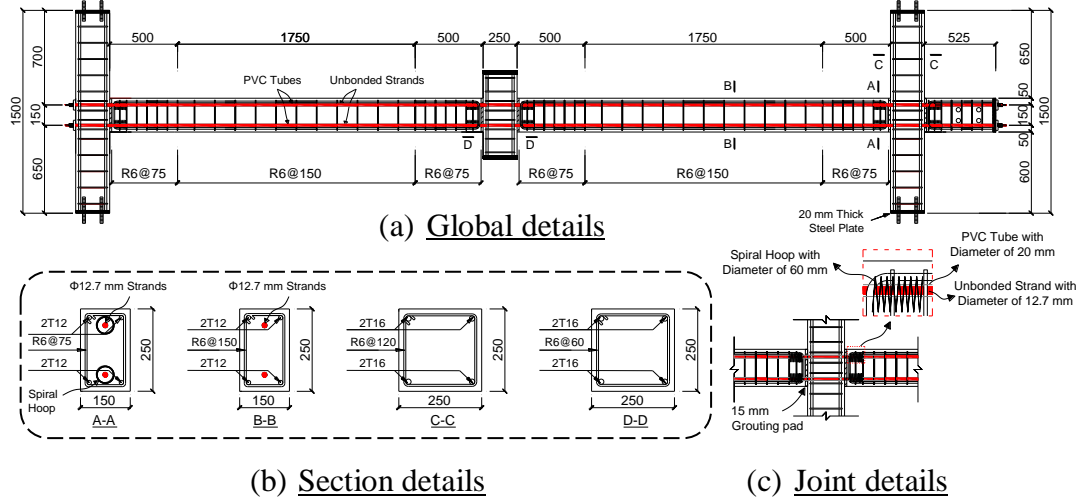 500
1750
500
250
500
1750
500
525
700
150
650
1500
PVC Tubes
Unbonded Strands
B
A
C
C
D
D
B
A
650
50
150
50
600
1500
R6@75
R6@150
R6@75
R6@75
R6@150
R6@75
20 mm Thick
Steel Plate
(a) Global details
Φ12.7 mm Strands
2T12
R6@75
2T12
Spiral
Hoop
250
150
A-A
Φ12.7 mm Strands
2T12
R6@150
2T12
250
150
B-B
2T16
R6@120
2T16
250
250
C-C
2T16
R6@60
2T16
250
250
D-D
(b) Section details
Spiral Hoop with
Diameter of 60 mm
PVC Tube with
Diameter of 20 mm
Unbonded Strand with
Diameter of 12.7 mm
15 mm
Grouting pad
(c) Joint details